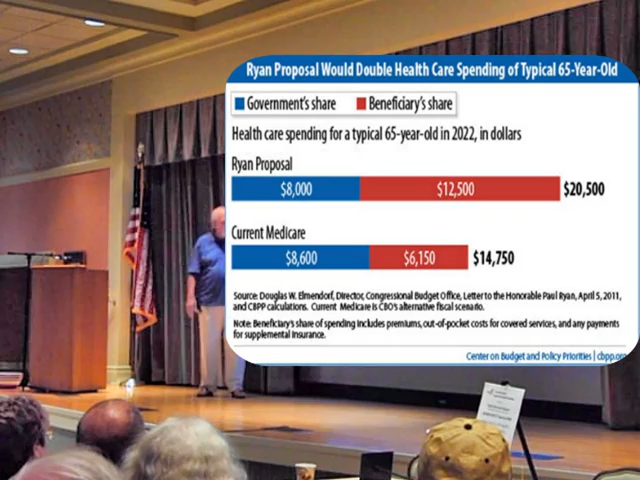 Ryan Proposal Would Double Health Care Spending of Typical 65-Year-Old
Government's share Beneficiary's share
Health care spending for a typical 65-year-old in 2022, in dollars
Ryan Proposal
$8,000 $12,500 $20,500
Current Medicare
$8,600 $6,150 $14,750
Source: Douglas W. Elmendorf, Director, Congressional Budget Office, Letter to the Honorable Paul Ryan, April 5, 2011,
and CBPP calculations. Current Medicare is CBO's alternative fiscal scenario.
Note: Beneficiary's share of spending includes premiums, out-of-pocket costs for covered services, and any payments
for supplemental insurance.
Center on Budget and Policy Priorities | cbpp.org